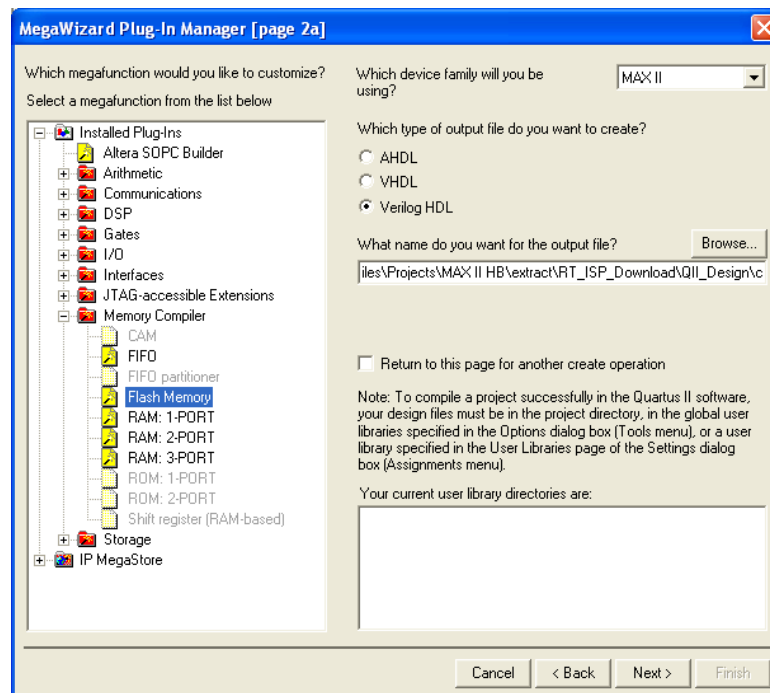 MegaWizard Plug-In Manager [page 2a]
Which megafunction would you like to customize?
Select a megafunction from the list below
Installed Plug-Ins
Altera SOPC Builder
Arithmetic
Communications
DSP
Gates
I/O
Interfaces
JTAG-accessible Extensions
Memory Compiler
CAM
FIFO
FIFO partitioner
Flash Memory
RAM: 1-PORT
RAM: 2-PORT
RAM: 3-PORT
ROM: 1-PORT
ROM: 2-PORT
Shift register (RAM-based)
Storage
IP MegaStore
Which device family will you be
using?
MAX II
Which type of output file do you want to create?
AHDL
VHDL
Verilog HDL
What name do you want for the output file?
Browse...
iles\Projects\MAX II HB\extract\RT_ISP_Download\QII_Design\c
Return to this page for another create operation
Note: To compile a project successfully in the Quartus II software,
your design files must be in the project directory, in the global user
libraries specified in the Options dialog box (Tools menu), or a user
library specified in the User Libraries page of the Settings dialog
box (Assignments menu).
Your current user library directories are:
Cancel
< Back
Next >
Finish